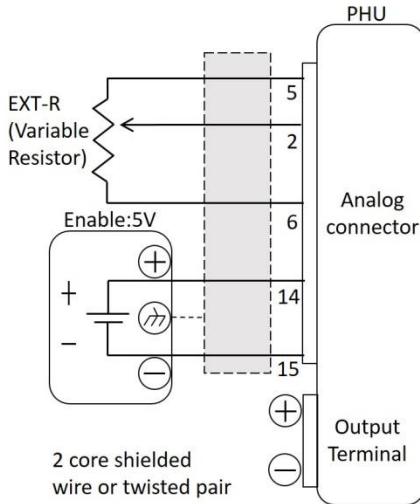 PHU
EXT-R
(Variable
Resistor)
5
2
6
Analog
connector
Enable:5V
+
+
−
−
14
15
+
−
Output
Terminal
2 core shielded
wire or twisted pair